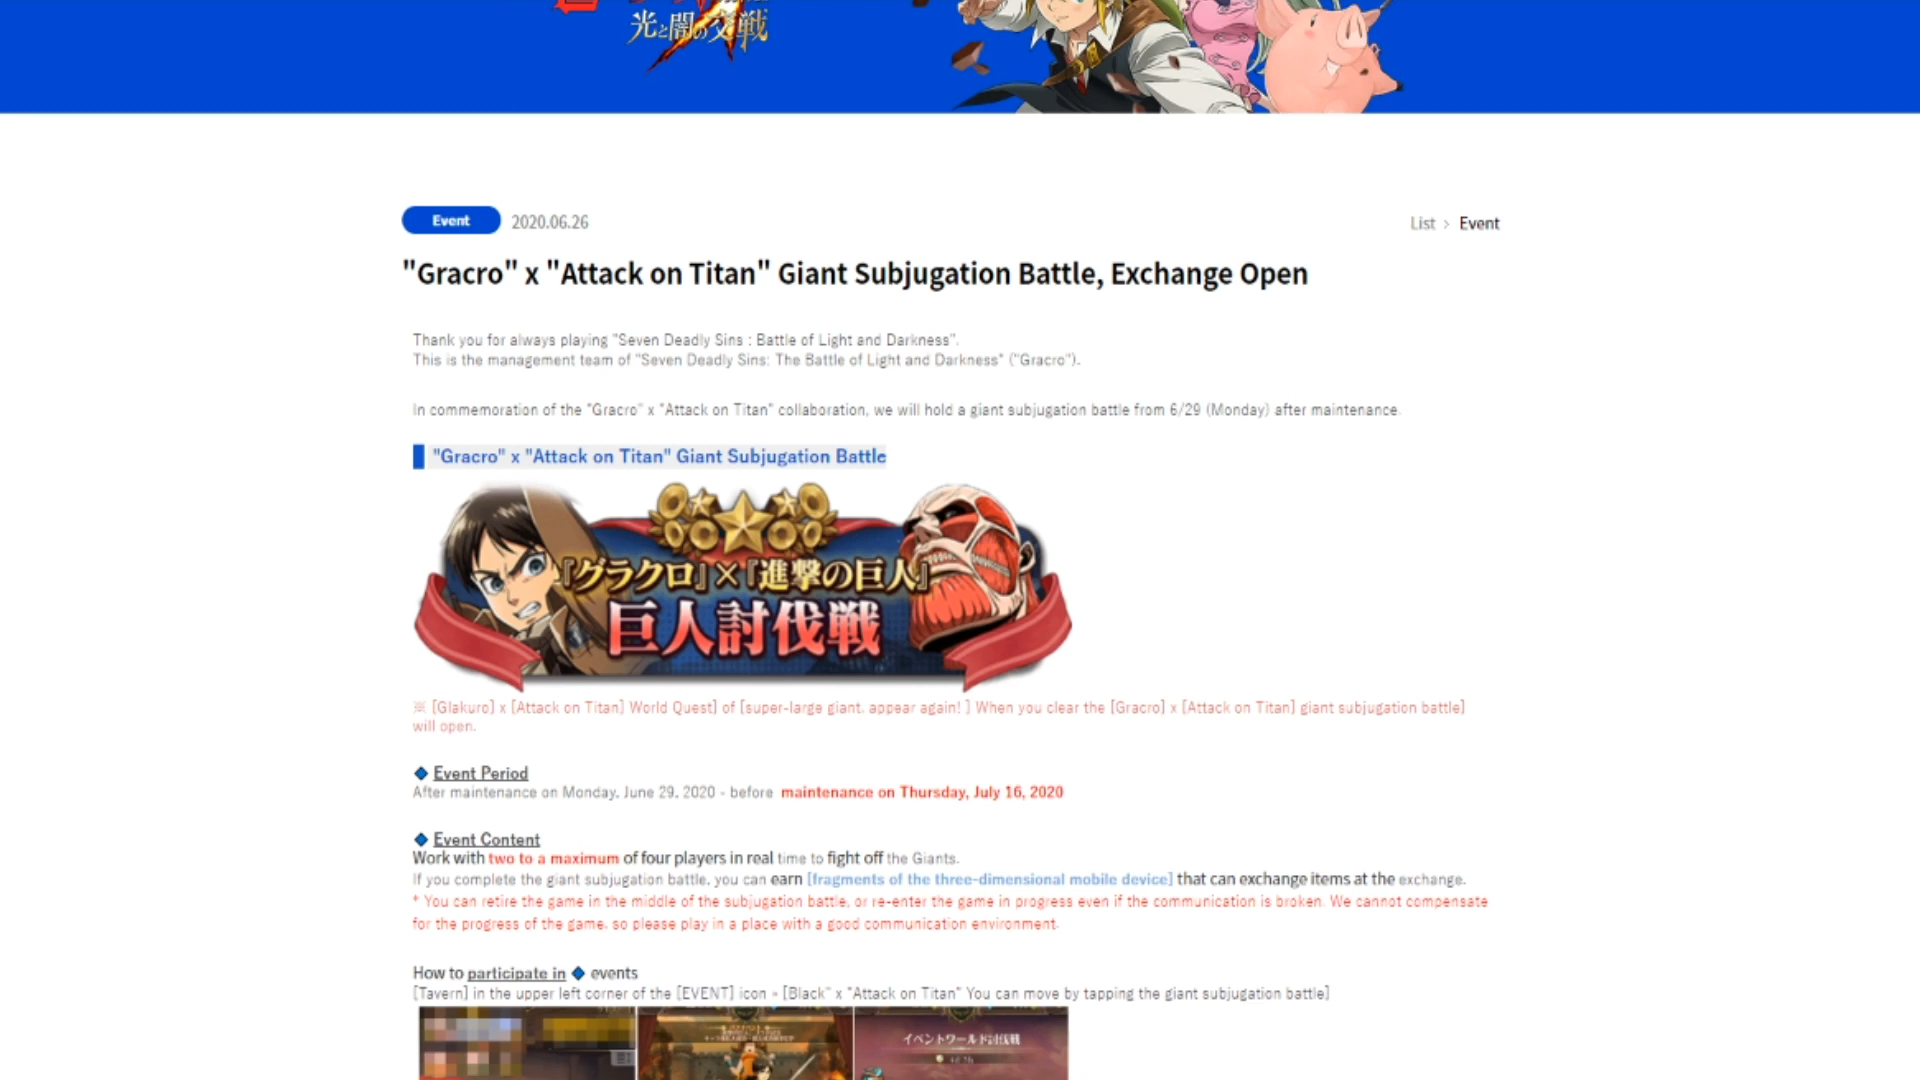 光と闇の交戦
Event 2020.06.26
List > Event
"Gracro" x "Attack on Titan" Giant Subjugation Battle, Exchange Open
Thank you for always playing "Seven Deadly Sins : Battle of Light and Darkness".
This is the management team of "Seven Deadly Sins: The Battle of Light and Darkness" ("Gracro").
In commemoration of the "Gracro" x "Attack on Titan" collaboration, we will hold a giant subjugation battle from 6/29 (Monday) after maintenance.
"Gracro" x "Attack on Titan" Giant Subjugation Battle
『グラクロ』×『進撃の巨人』
巨人討伐戦
※ [Glakuro] x [Attack on Titan] World Quest] of [super-large giant, appear again! ] When you clear the [Gracro] x [Attack on Titan] giant subjugation battle]
will open.
◆ Event Period
After maintenance on Monday, June 29, 2020 - before maintenance on Thursday, July 16, 2020
◆ Event Content
Work with two to a maximum of four players in real time to fight off the Giants.
If you complete the giant subjugation battle, you can earn [fragments of the three-dimensional mobile device] that can exchange items at the exchange.
* You can retire the game in the middle of the subjugation battle, or re-enter the game in progress even if the communication is broken. We cannot compensate
for the progress of the game, so please play in a place with a good communication environment.
How to participate in ◆ events
[Tavern] in the upper left corner of the [EVENT] icon - [Black" x "Attack on Titan" You can move by tapping the giant subjugation battle]
イベントワールド討伐戦